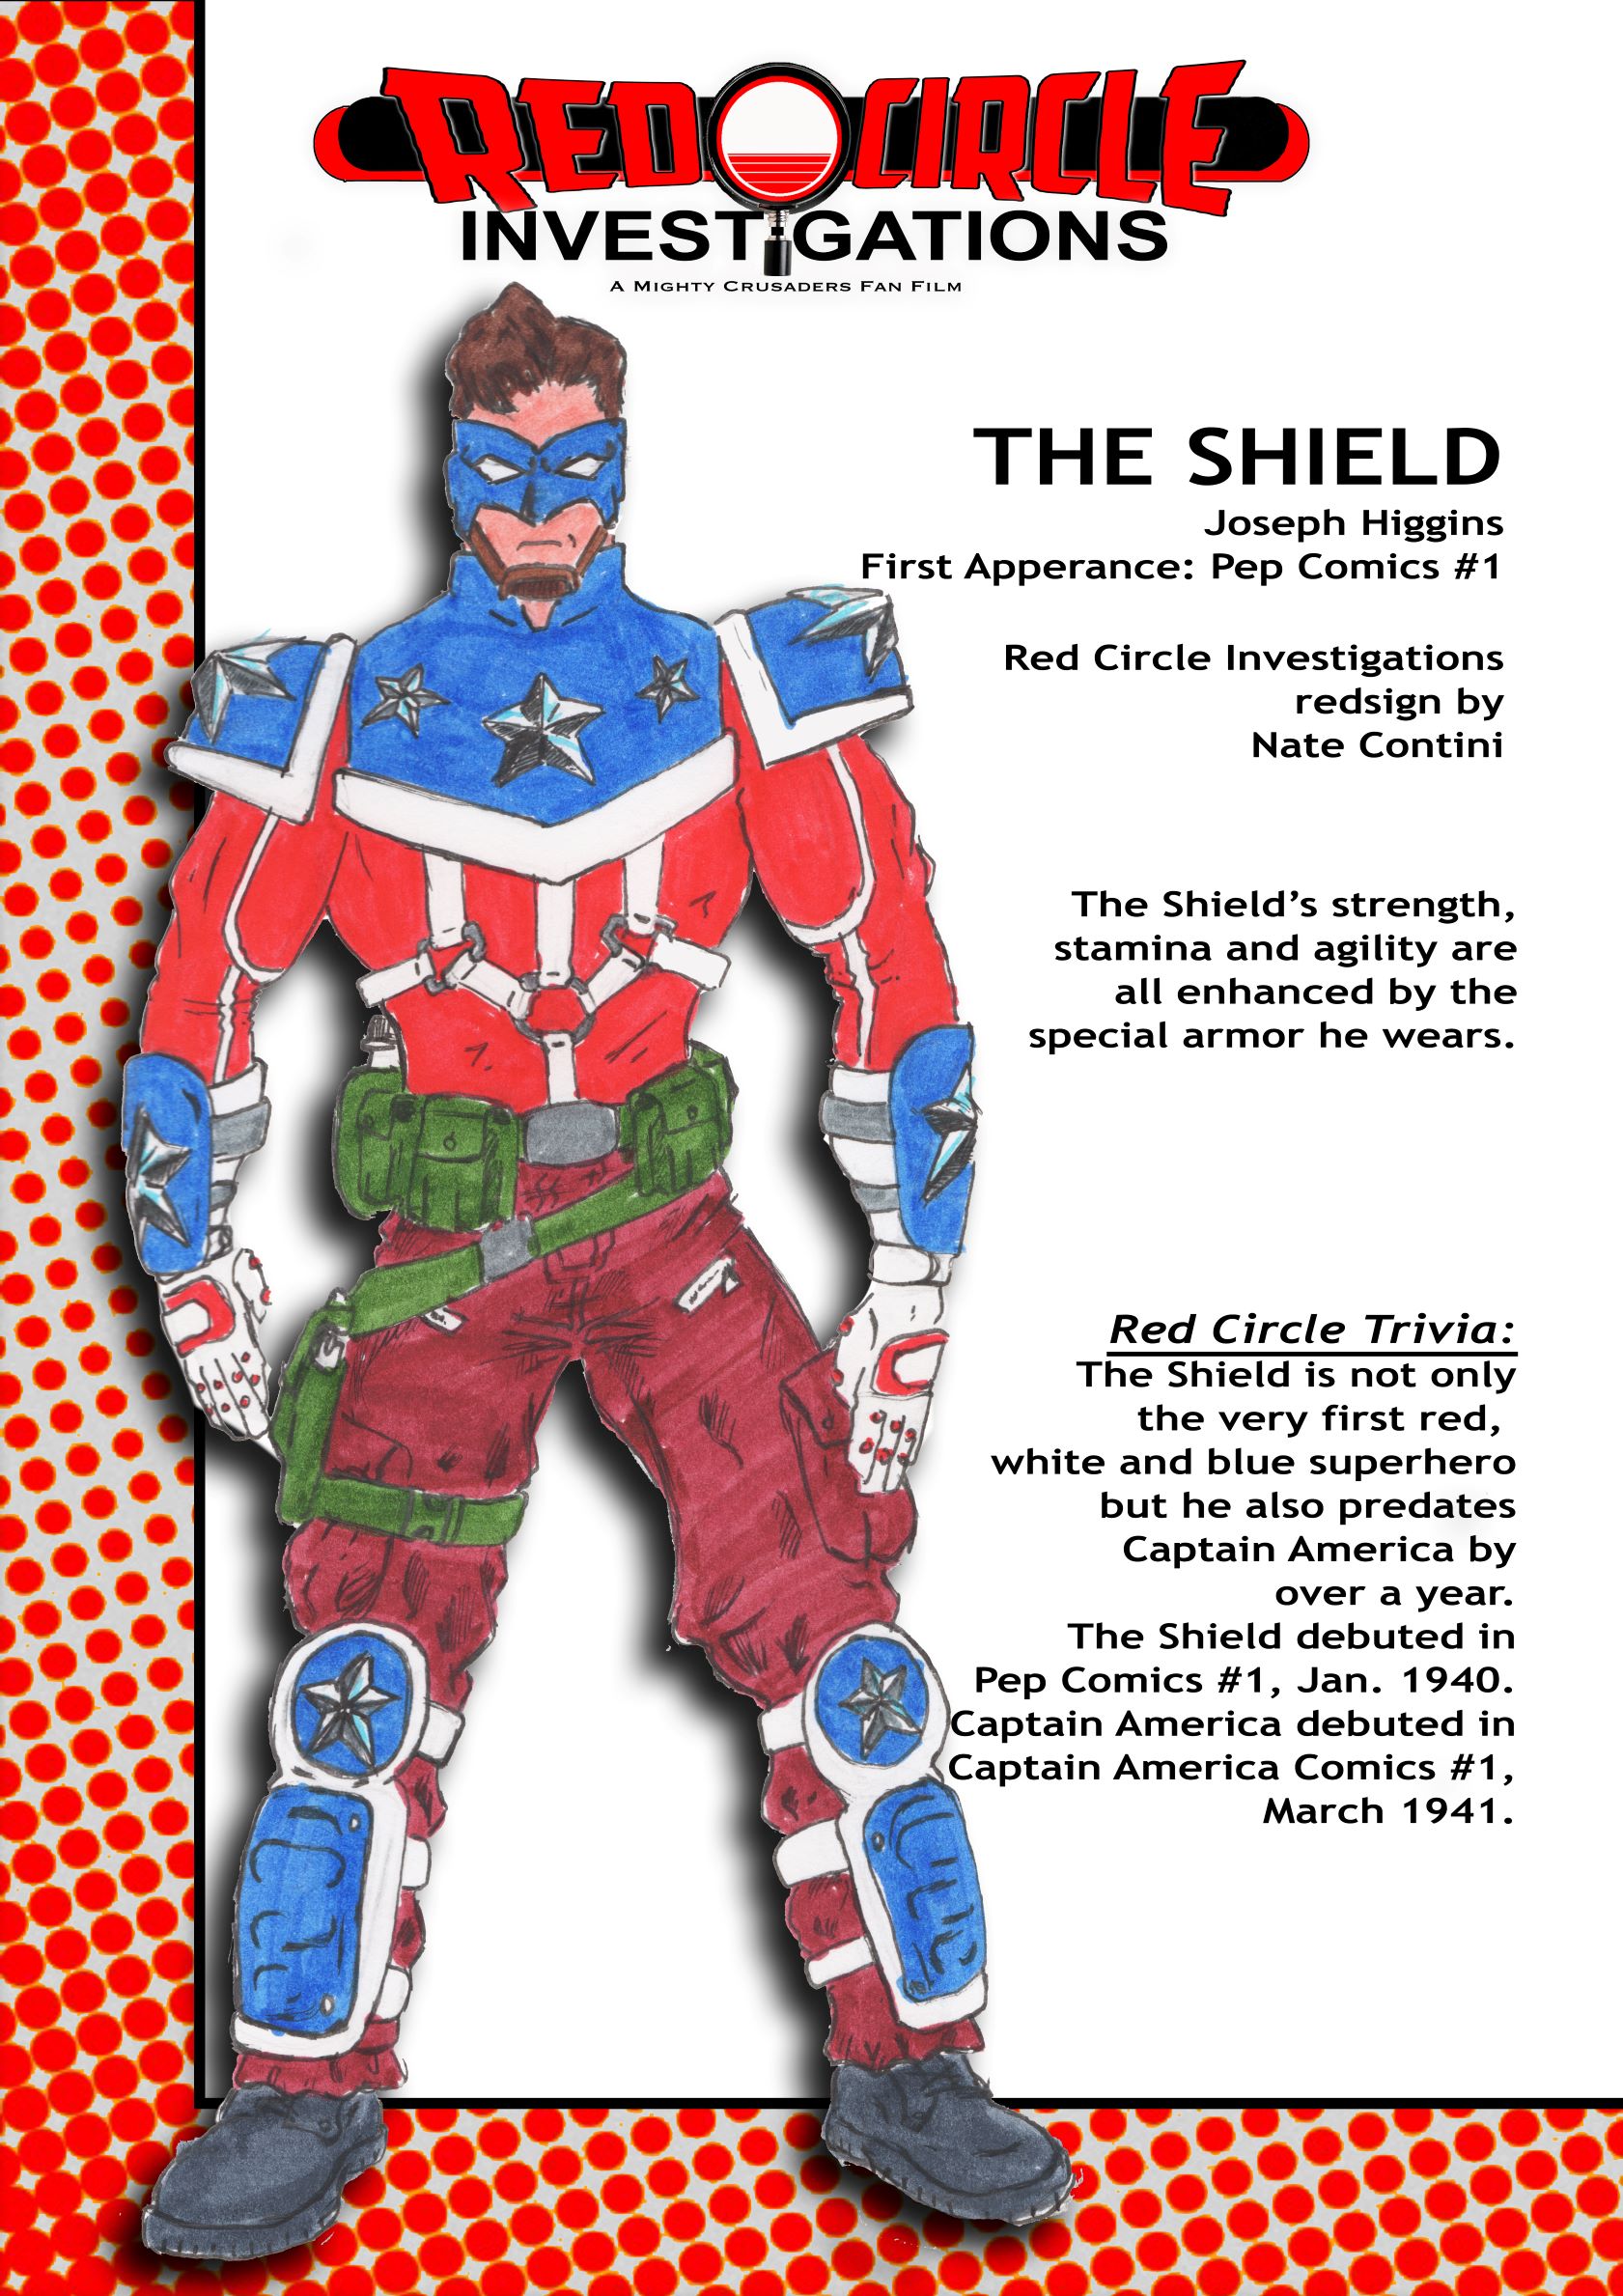 RED CIRCLE
INVESTIGATIONS
A Mighty Crusaders Fan Film
THE SHIELD
Joseph Higgins
First Apperance: Pep Comics #1
Red Circle Investigations
redsign by
Nate Contini
The Shield’s strength,
stamina and agility are
all enhanced by the
special armor he wears.
Red Circle Trivia:
The Shield is not only
the very first red,
white and blue superhero
but he also predates
Captain America by
over a year.
The Shield debuted in
Pep Comics #1, Jan. 1940.
Captain America debuted in
Captain America Comics #1,
March 1941.